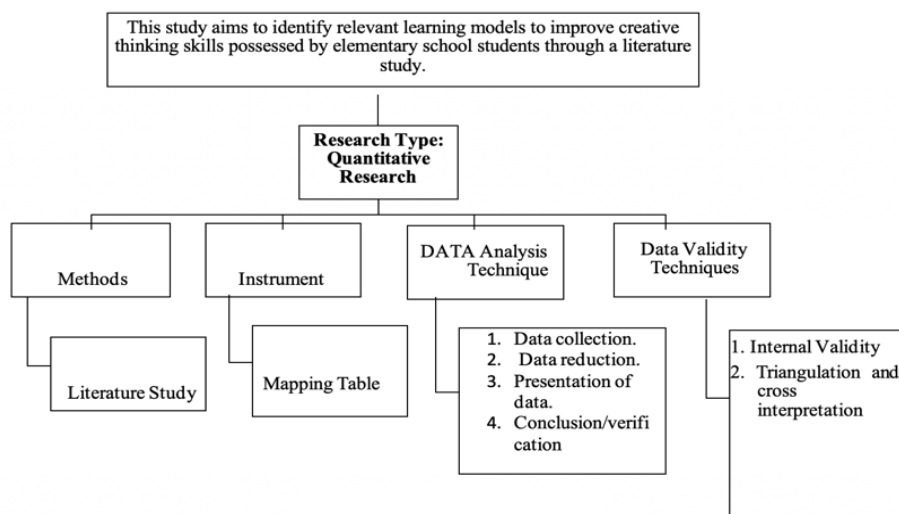 This study aims to identify relevant learning models to improve creative
thinking skills possessed by elementary school students through a literature
study.
Research Type:
Quantitative
Research
Methods
Instrument
DATA Analysis
Technique
Data Validity
Techniques
Literature Study
Mapping Table
1. Data collection.
2. Data reduction.
3. Presentation of
data.
4. Conclusion/verifi
cation
1. Internal Validity
2. Triangulation and
cross
interpretation